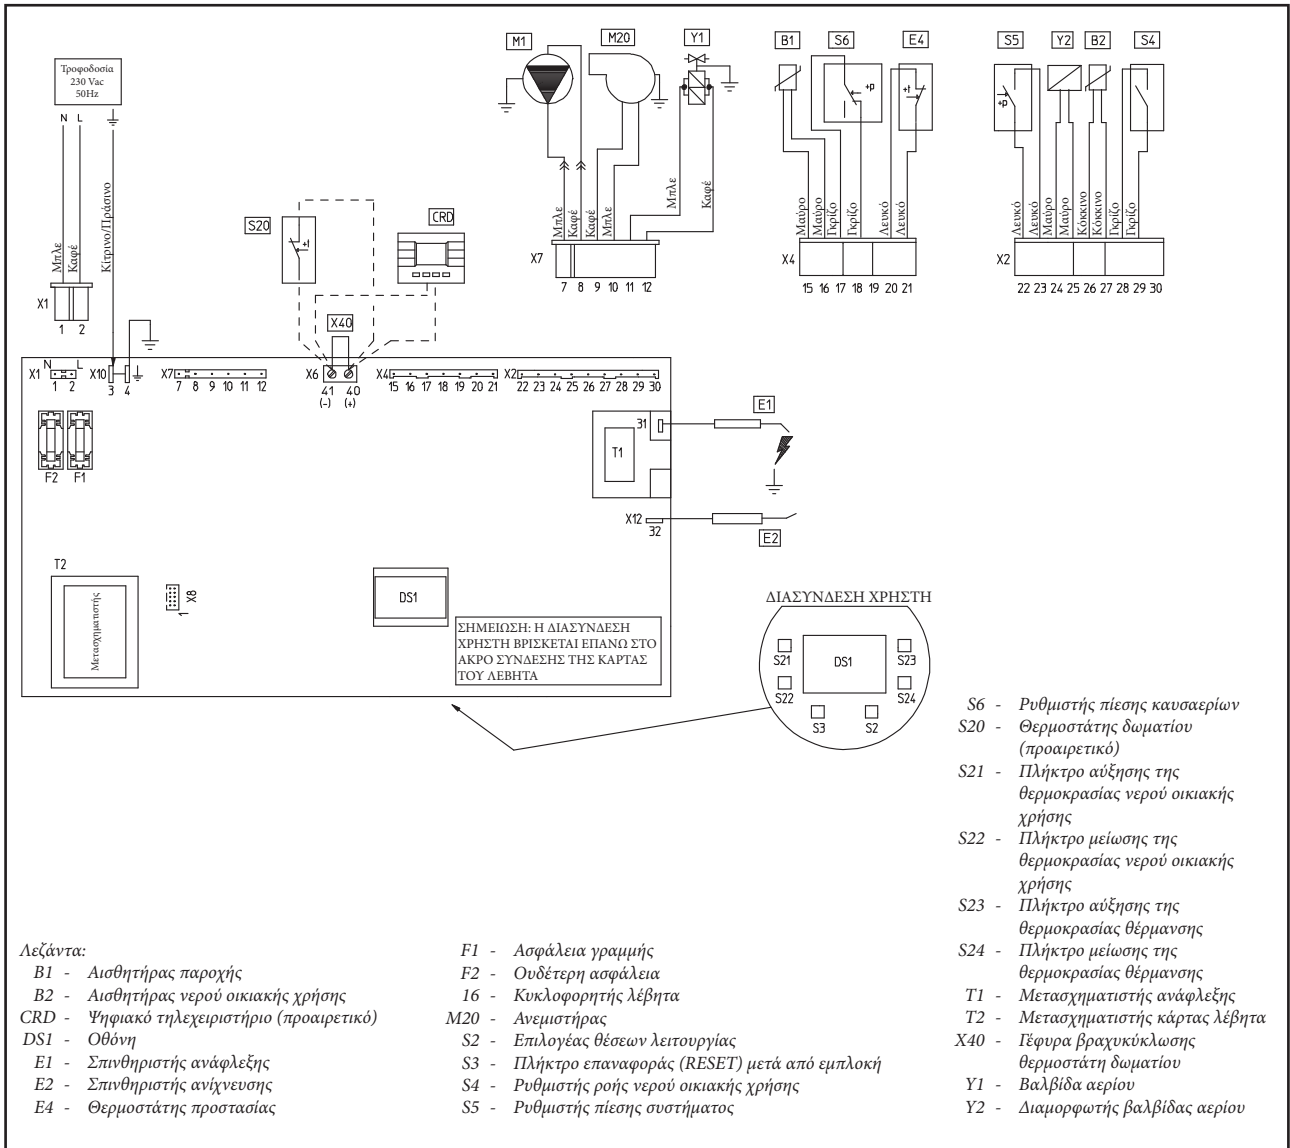 M1
M20
Y1
B1
S6
E4
S5
Y2
B2
S4
Τροφοδοσία
230 Vac
50Hz
N L
+p
+t
+p
Μπλε
Καφέ
Κίτρινο/Πράσινο
S20
+t
CRD
X40
Μπλε
Καφέ
Καφέ
Μπλε
Μπλε
Καφέ
Μαύρο
Μαύρο
Γκρίζο
Γκρίζο
Λευκό
Λευκό
Λευκό
Λευκό
Μαύρο
Μαύρο
Κόκκινο
Κόκκινο
Γκρίζο
Γκρίζο
X1
1 2
X7
7 8 9 10 11 12
X4
15 16 17 18 19 20 21
X2
22 23 24 25 26 27 28 29 30
X1 N L
1 2
X10
3 4
X7
7 8 9 10 11 12
X6
41 40
(-) (+)
X4
15 16 17 18 19 20 21
X2
22 23 24 25 26 27 28 29 30
F2 F1
31
T1
E1
X12
32
E2
T2
Μετασχηματιστής
1
X8
DS1
ΣΗΜΕΙΩΣΗ: Η ΔΙΑΣΥΝΔΕΣΗ
ΧΡΗΣΤΗ ΒΡΙΣΚΕΤΑΙ ΕΠΑΝΩ ΣΤΟ
ΑΚΡΟ ΣΥΝΔΕΣΗΣ ΤΗΣ ΚΑΡΤΑΣ
ΤΟΥ ΛΕΒΗΤΑ
ΔΙΑΣΥΝΔΕΣΗ ΧΡΗΣΤΗ
S21
DS1
S23
S22
S24
S3
S2
Λεζάντα:
B1 - Αισθητήρας παροχής
B2 - Αισθητήρας νερού οικιακής χρήσης
CRD - Ψηφιακό τηλεχειριστήριο (προαιρετικό)
DS1 - Οθόνη
E1 - Σπινθηριστής ανάφλεξης
E2 - Σπινθηριστής ανίχνευσης
E4 - Θερμοστάτης προστασίας
F1 - Ασφάλεια γραμμής
F2 - Ουδέτερη ασφάλεια
16 - Κυκλοφορητής λέβητα
M20 - Ανεμιστήρας
S2 - Επιλογέας θέσεων λειτουργίας
S3 - Πλήκτρο επαναφοράς (RESET) μετά από εμπλοκή
S4 - Ρυθμιστής ροής νερού οικιακής χρήσης
S5 - Ρυθμιστής πίεσης συστήματος
S6 - Ρυθμιστής πίεσης καυσαερίων
S20 - Θερμοστάτης δωματίου
(προαιρετικό)
S21 - Πλήκτρο αύξησης της
θερμοκρασίας νερού οικιακής
χρήσης
S22 - Πλήκτρο μείωσης της
θερμοκρασίας νερού οικιακής
χρήσης
S23 - Πλήκτρο αύξησης της
θερμοκρασίας θέρμανσης
S24 - Πλήκτρο μείωσης της
θερμοκρασίας θέρμανσης
T1 - Μετασχηματιστής ανάφλεξης
T2 - Μετασχηματιστής κάρτας λέβητα
X40 - Γέφυρα βραχυκύκλωσης
θερμοστάτη δωματίου
Y1 - Βαλβίδα αερίου
Y2 - Διαμορφωτής βαλβίδας αερίου